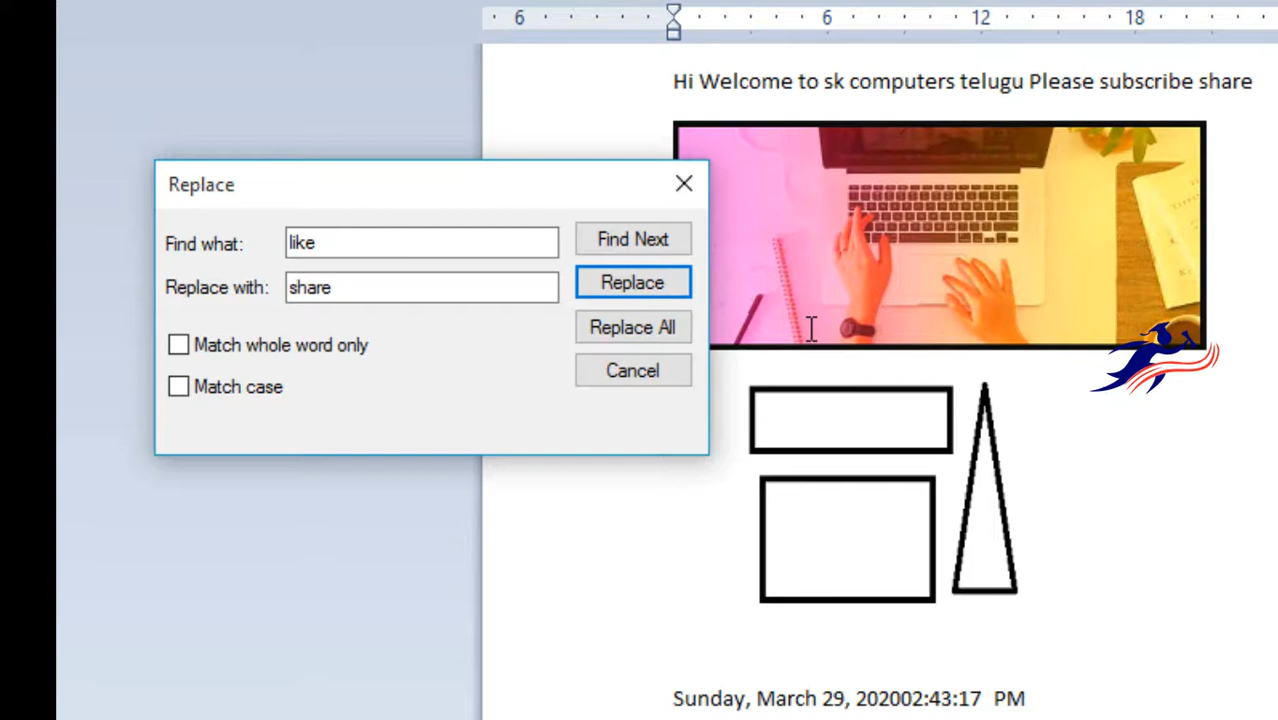 6 6 12 18
Hi Welcome to sk computers telugu Please subscribe share
Replace
Find what: like Find Next
Replace with: share Replace
Replace All
Match whole word only
Cancel
Match case
Sunday, March 29, 202002:43:17 PM